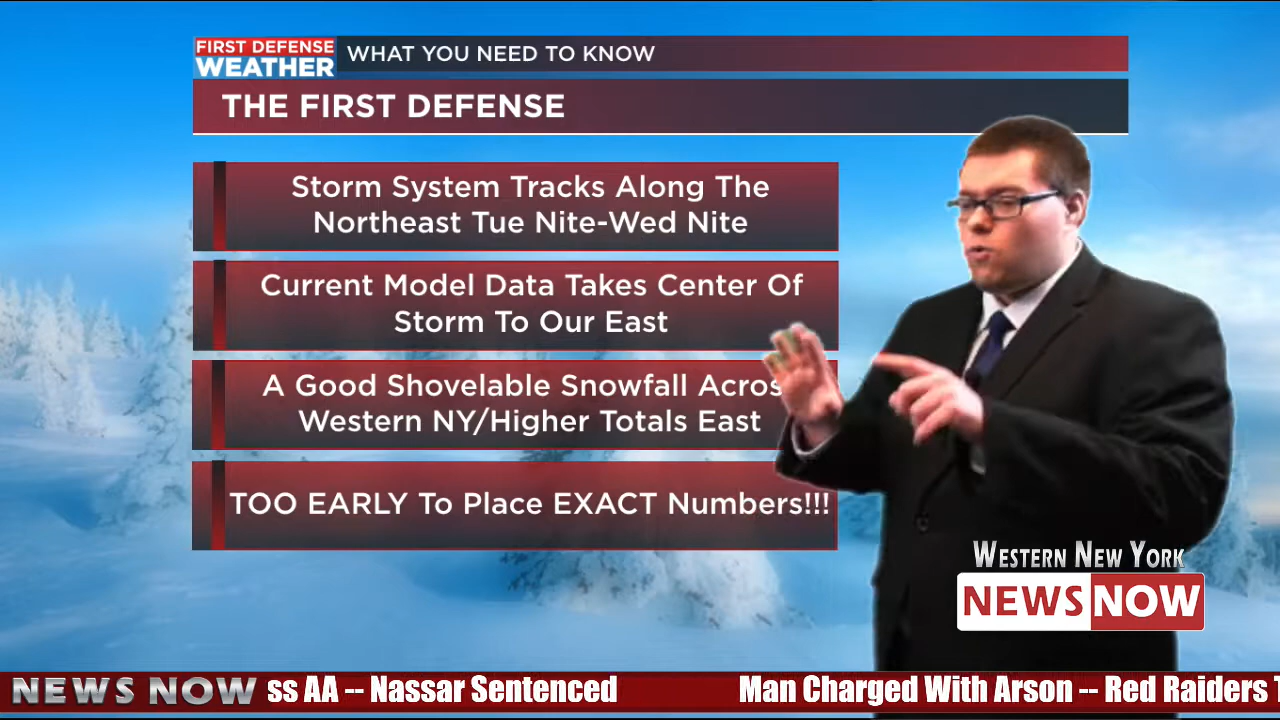 FIRST DEFENSE
WEATHER
WHAT YOU NEED TO KNOW
THE FIRST DEFENSE
Storm System Tracks Along The
Northeast Tue Nite-Wed Nite
Current Model Data Takes Center Of
Storm To Our East
A Good Shovelable Snowfall Acros
Western NY/Higher Totals East
TOO EARLY To Place EXACT Numbers!!!
WESTERN NEW YORK
NEWS NOW
NEWS NOW ss AA -- Nassar Sentenced Man Charged With Arson -- Red Raiders T